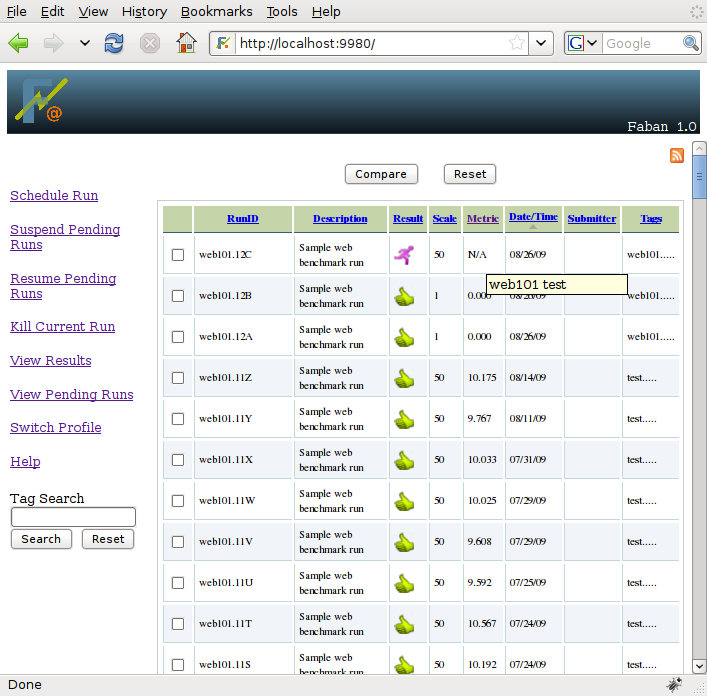 File Edit View History Bookmarks Tools Help
http://localhost:9980/ G Google
F@
Faban 1.0
Compare Reset
Schedule Run
Suspend Pending
Runs
Resume Pending
Runs
Kill Current Run
View Results
View Pending Runs
Switch Profile
Help
Tag Search
Search Reset
RunID Description Result Scale Metric Date/Time Submitter Tags
web101.12C Sample web
benchmark run 50 N/A 08/26/09 web101.....
web101 test
web101.12B Sample web
benchmark run 1 0.000 08/26/09 web101.....
web101.12A Sample web
benchmark run 1 0.000 08/26/09 web101.....
web101.11Z Sample web
benchmark run 50 10.175 08/14/09 test.....
web101.11Y Sample web
benchmark run 50 9.767 08/11/09 test.....
web101.11X Sample web
benchmark run 50 10.033 07/31/09 test.....
web101.11W Sample web
benchmark run 50 10.025 07/29/09 test.....
web101.11V Sample web
benchmark run 50 9.608 07/29/09 test.....
web101.11U Sample web
benchmark run 50 9.592 07/25/09 test.....
web101.11T Sample web
benchmark run 50 10.567 07/24/09 test.....
web101.11S Sample web
benchmark run 50 10.192 07/24/09 test.....
Done